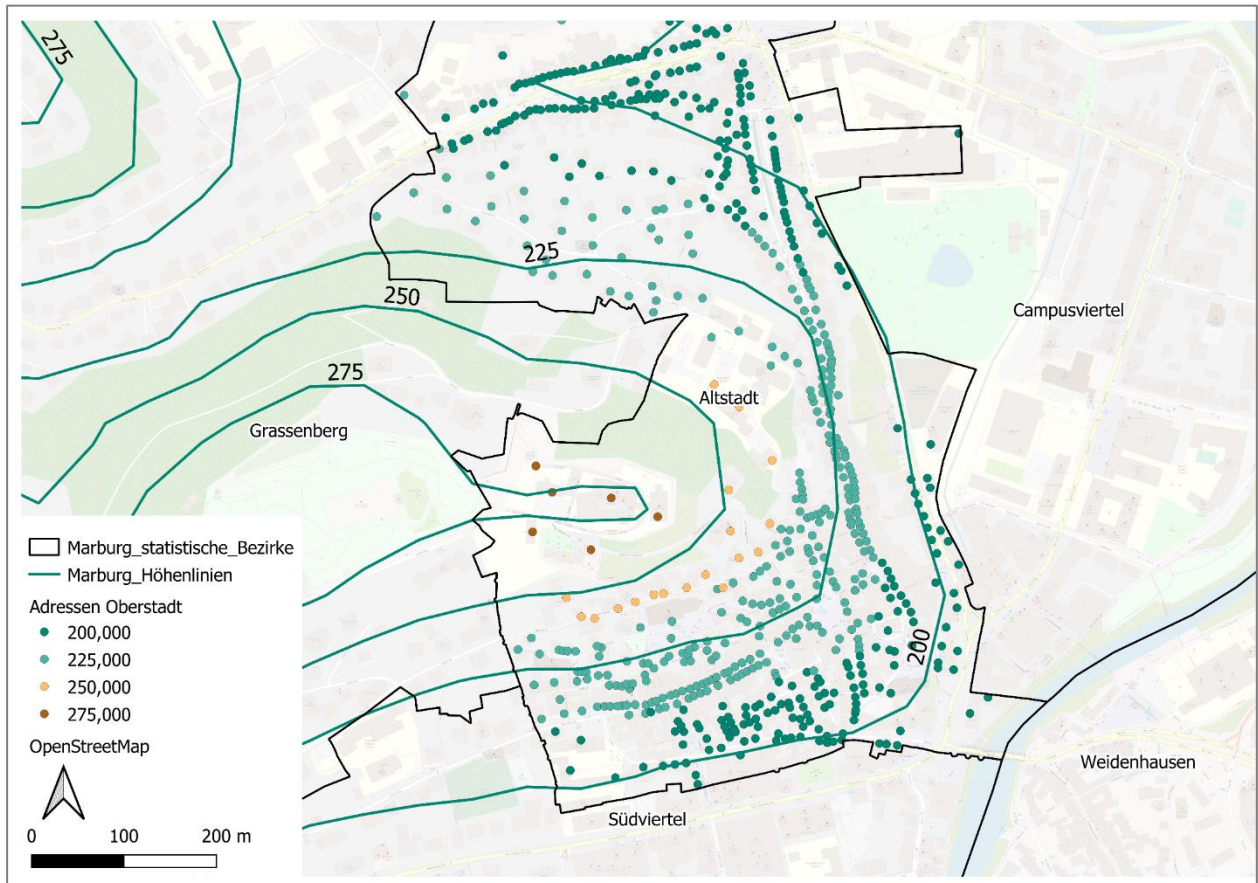 275
225
250
Campusviertel
275
Altstadt
Grassenberg
Marburg_statistische_Bezirke
Marburg_Höhenlinien
Adressen Oberstadt
200,000
225,000
250,000
275,000
200
OpenStreetMap
Weidenhausen
Südviertel
0 100 200 m